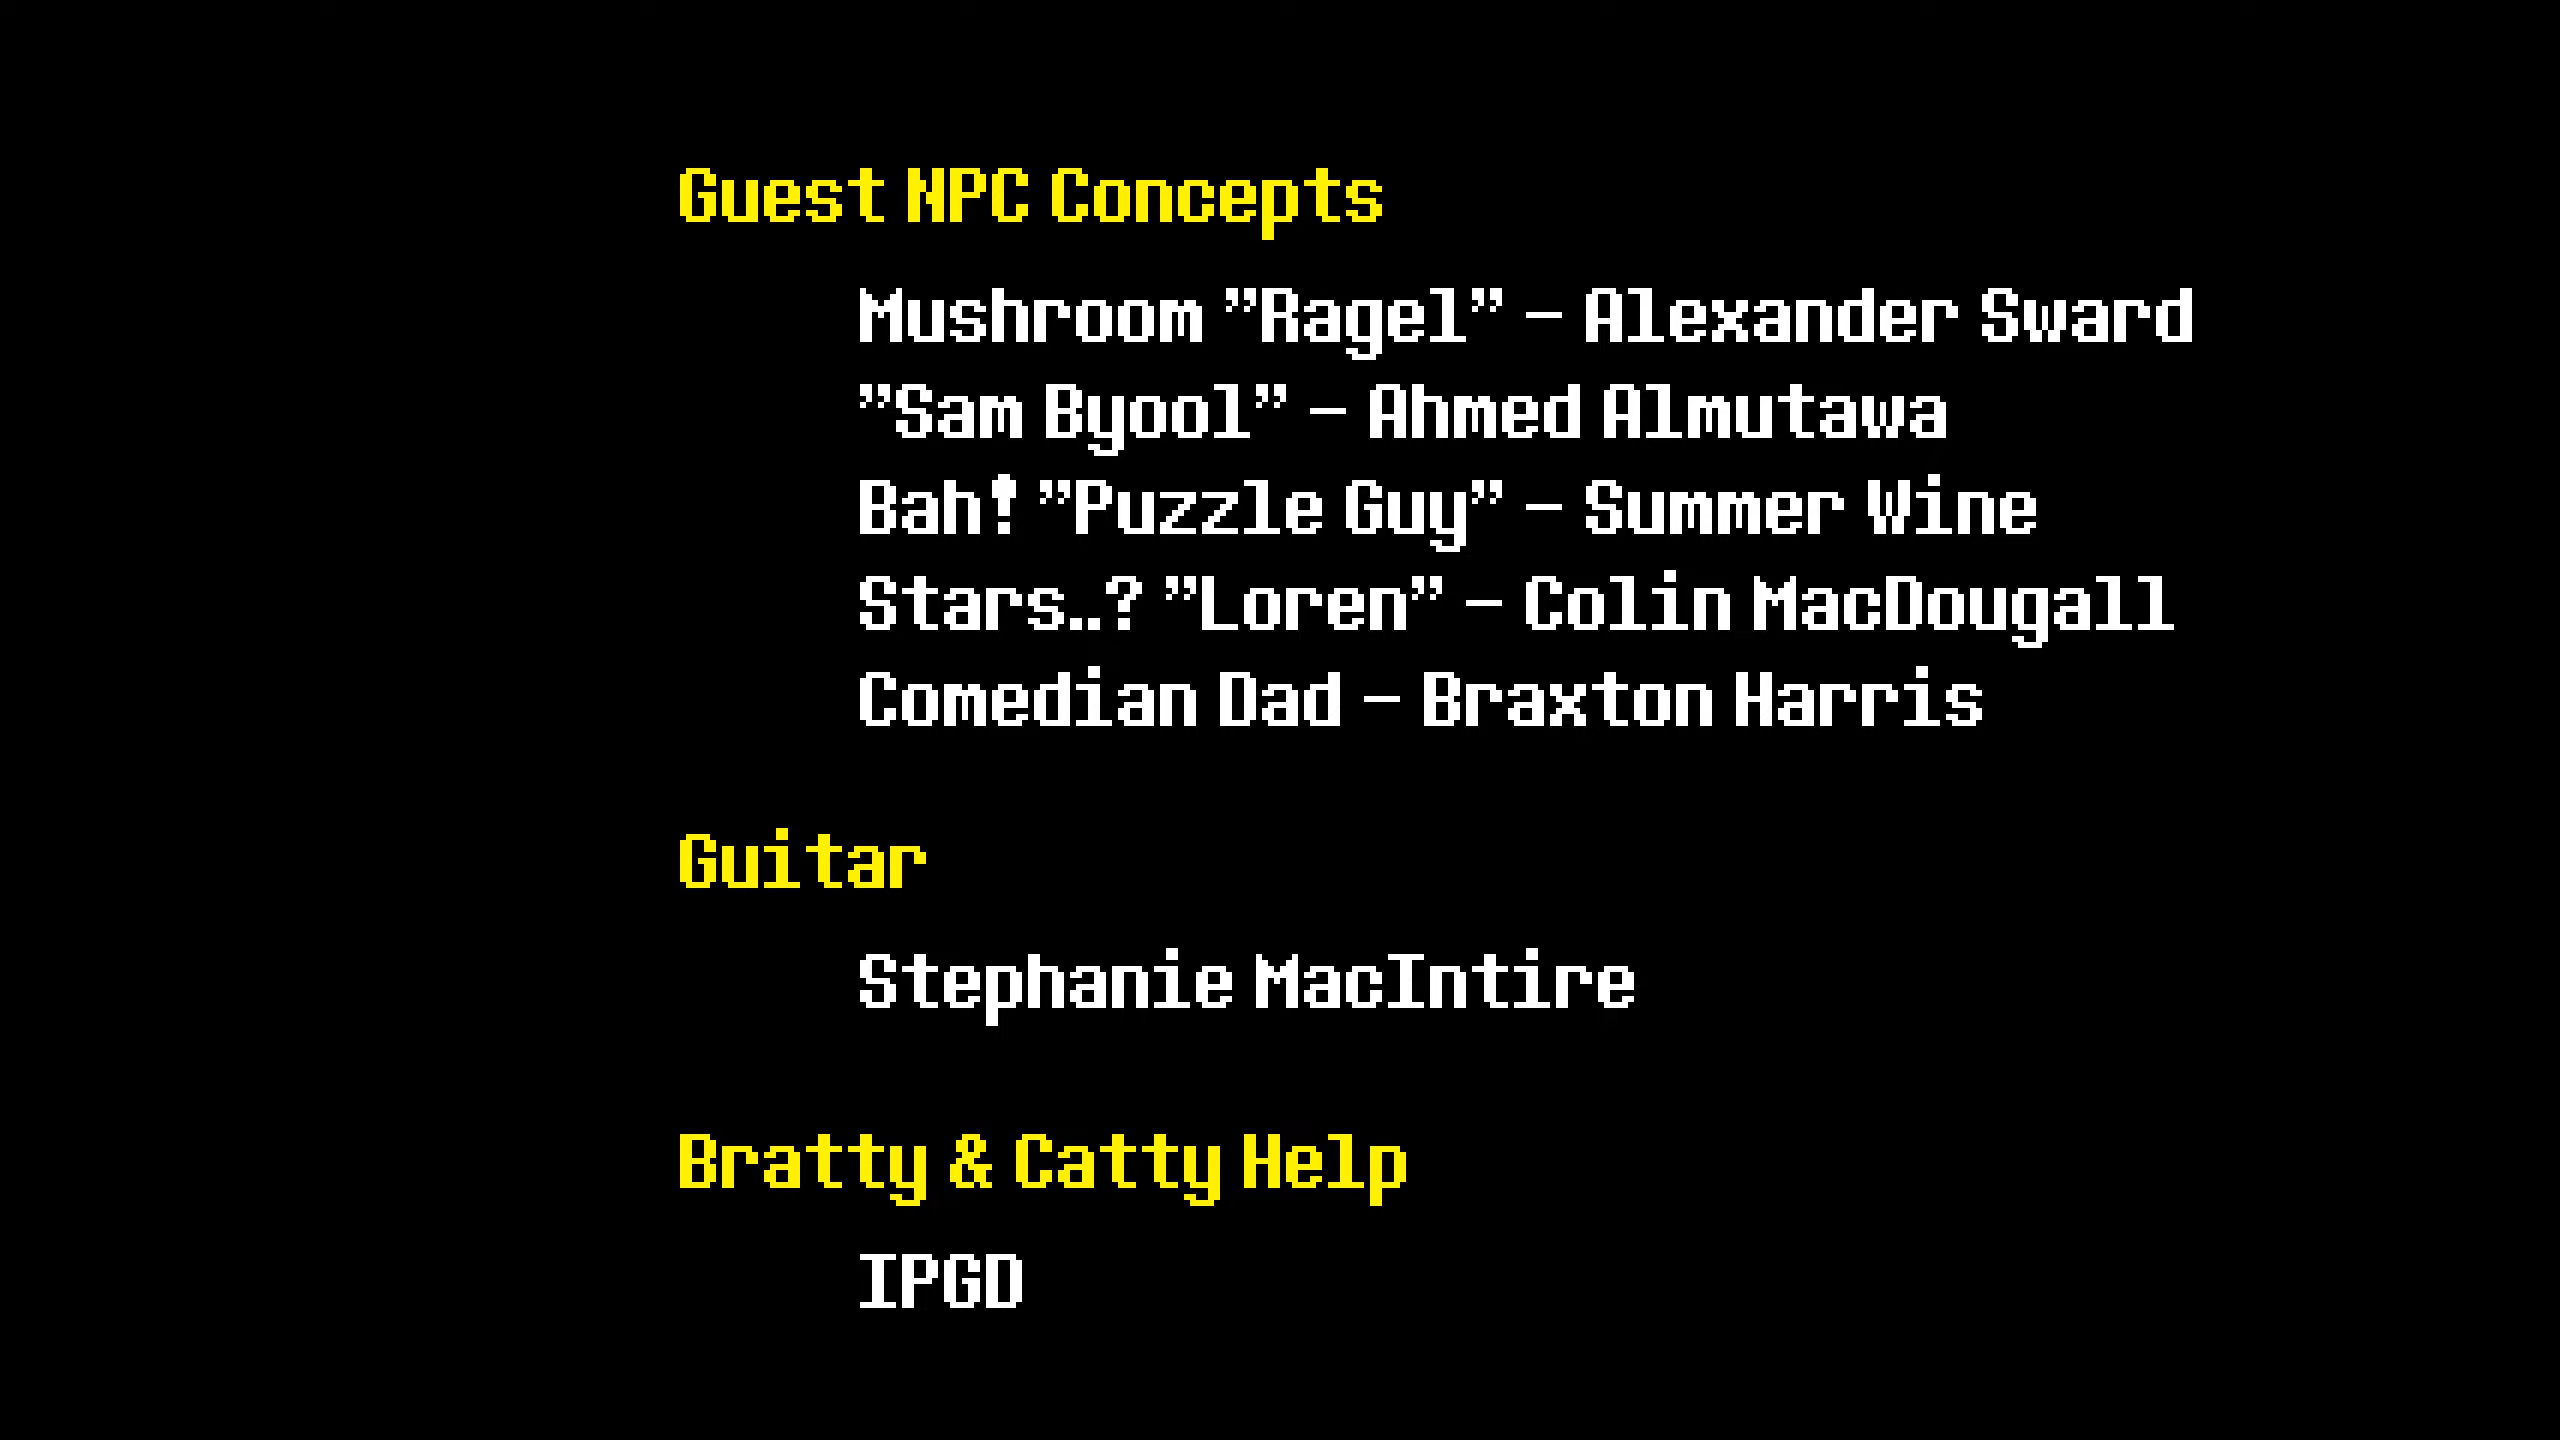 Guest NPC Concepts
Mushroom "Ragel" - Alexander Sward
"Sam Byool" - Ahmed Almutawa
Bah! "Puzzle Guy" - Summer Wine
Stars..? "Loren" - Colin MacDougall
Comedian Dad - Braxton Harris
Guitar
Stephanie MacIntire
Bratty & Catty Help
IPGD